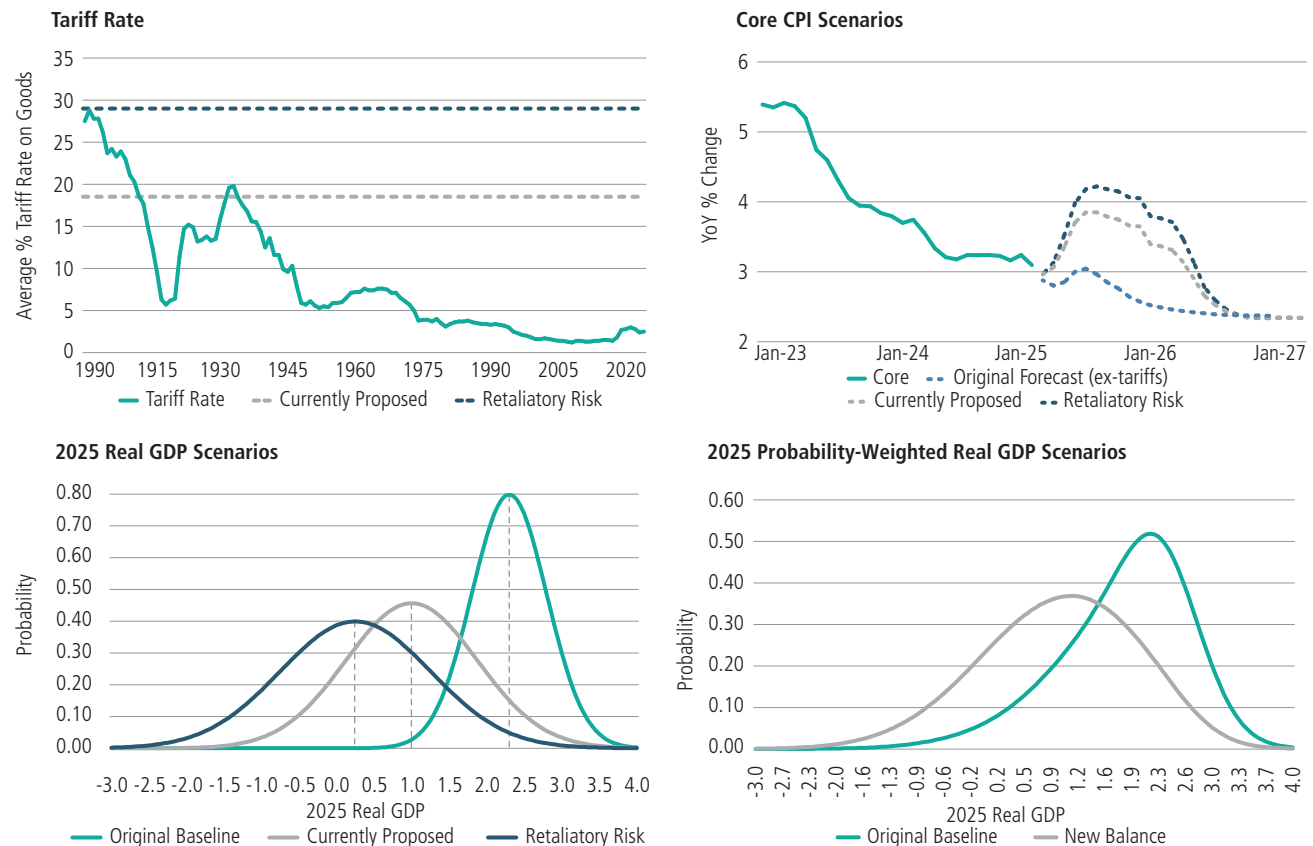 Tariff Rate
Average % Tariff Rate on Goods
35
30
25
20
15
10
5
0
1990 1915 1930 1945 1960 1975 1990 2005 2020
Tariff Rate Currently Proposed Retaliatory Risk
Core CPI Scenarios
YoY % Change
6
5
4
3
2
Jan-23 Jan-24 Jan-25 Jan-26 Jan-27
Core Original Forecast (ex-tariffs)
Currently Proposed Retaliatory Risk
2025 Real GDP Scenarios
Probability
0.80
0.70
0.60
0.50
0.40
0.30
0.20
0.10
0.00
-3.0 -2.5 -2.0 -1.5 -1.0 -0.5 0.0 0.5 1.0 1.5 2.0 2.5 3.0 3.5 4.0
2025 Real GDP
Original Baseline Currently Proposed Retaliatory Risk
2025 Probability-Weighted Real GDP Scenarios
Probability
0.60
0.50
0.40
0.30
0.20
0.10
0.00
-3.0 -2.7 -2.3 -2.0 -1.6 -1.3 -0.9 -0.6 -0.2 0.2 0.5 0.9 1.2 1.6 1.9 2.3 2.6 3.0 3.3 3.7 4.0
2025 Real GDP
Original Baseline New Balance